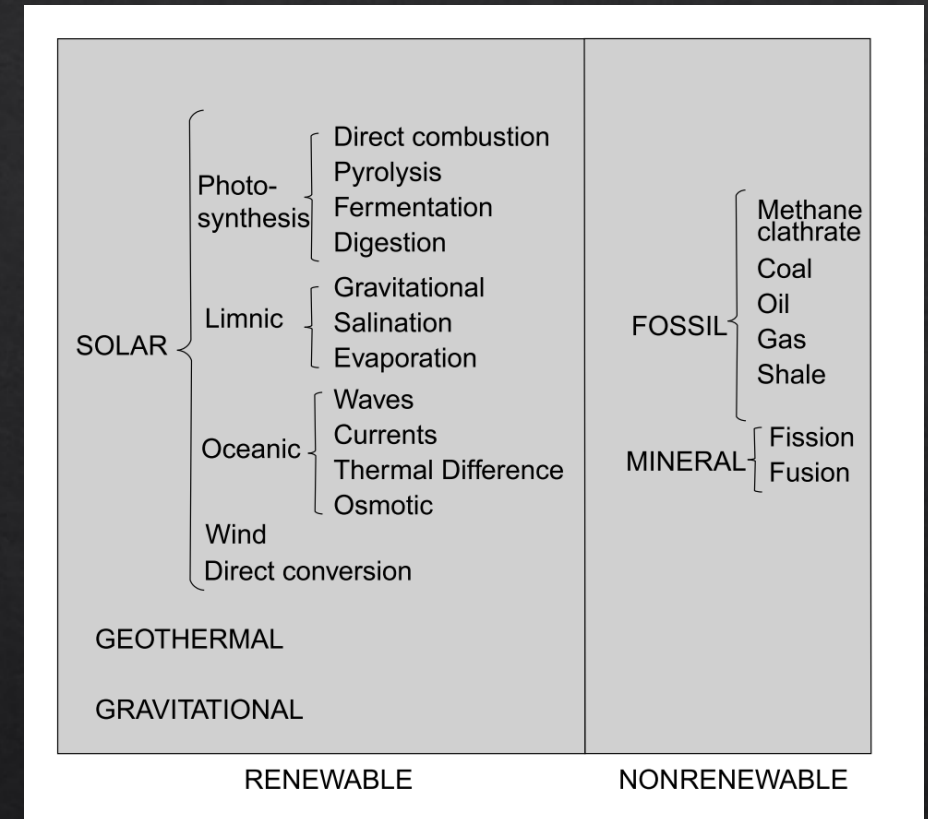 SOLAR
Photo-
synthesis
Direct combustion
Pyrolysis
Fermentation
Digestion
Limnic
Gravitational
Salination
Evaporation
Oceanic
Waves
Currents
Thermal Difference
Osmotic
Wind
Direct conversion
GEOTHERMAL
GRAVITATIONAL
RENEWABLE
FOSSIL
Methane
clathrate
Coal
Oil
Gas
Shale
MINERAL
Fission
Fusion
NONRENEWABLE